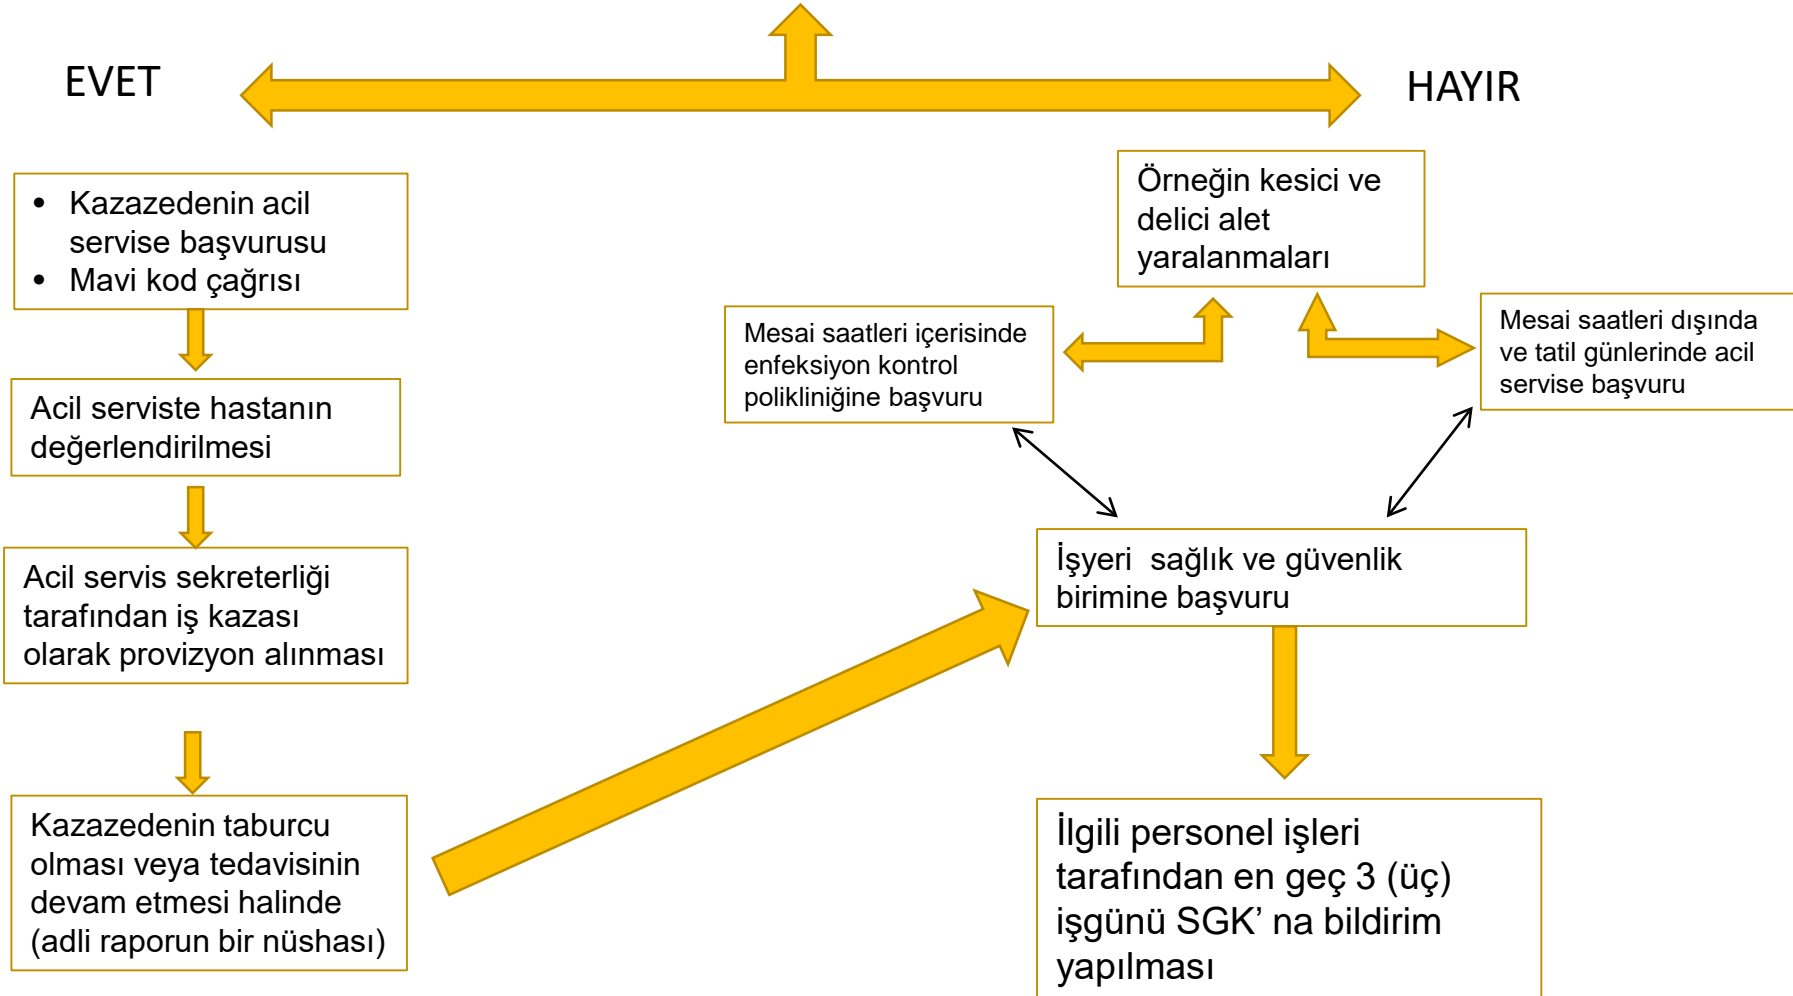 EVET
HAYIR
• Kazazedenin acil
servise başvurusu
• Mavi kod çağrısı
Acil serviste hastanın
değerlendirilmesi
Acil servis sekreterliği
tarafından iş kazası
olarak provizyon alınması
Kazazedenin taburcu
olması veya tedavisinin
devam etmesi halinde
(adli raporun bir nüshası)
Örneğin kesici ve
delici alet
yaralanmaları
Mesai saatleri içerisinde
enfeksiyon kontrol
polikliniğine başvuru
Mesai saatleri dışında
ve tatil günlerinde acil
servise başvuru
İşyeri  sağlık ve güvenlik
birimine başvuru
İlgili personel işleri
tarafından en geç 3 (üç)
işgünü SGK’ na bildirim
yapılması